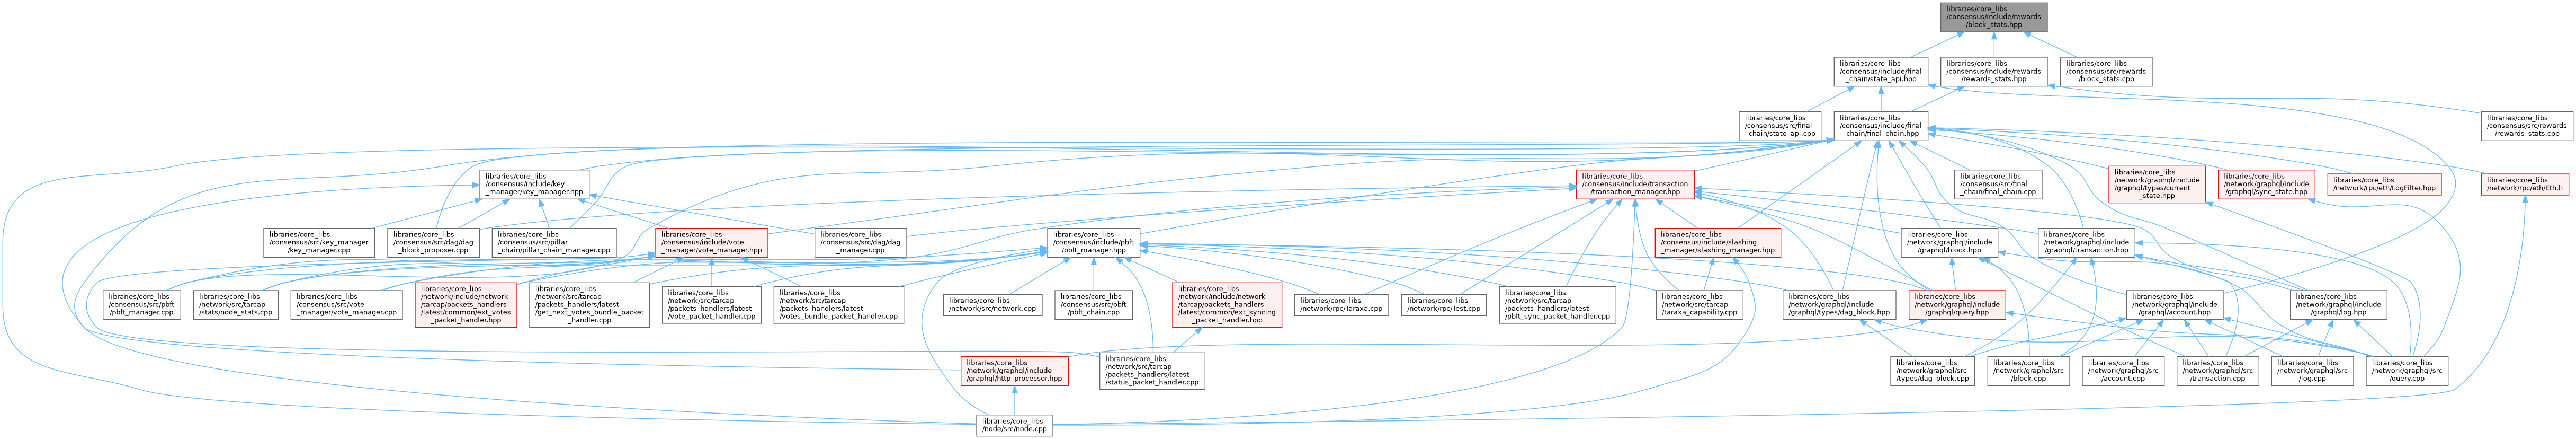 libraries/core_libs
/consensus/include/rewards
/block_stats.hpp
libraries/core_libs
/consensus/include/final
_chain/state_api.hpp
libraries/core_libs
/consensus/include/rewards
/rewards_stats.hpp
libraries/core_libs
/consensus/src/rewards
/block_stats.cpp
libraries/core_libs
/consensus/src/final
_chain/state_api.cpp
libraries/core_libs
/consensus/include/final
_chain/final_chain.hpp
libraries/core_libs
/consensus/src/rewards
/rewards_stats.cpp
libraries/core_libs
/consensus/include/key
_manager/key_manager.hpp
libraries/core_libs
/consensus/include/transaction
/transaction_manager.hpp
libraries/core_libs
/consensus/src/final
_chain/final_chain.cpp
libraries/core_libs
/network/graphql/include
/graphql/types/current
_state.hpp
libraries/core_libs
/network/graphql/include
/graphql/sync_state.hpp
libraries/core_libs
/network/rpc/eth/LogFilter.hpp
libraries/core_libs
/network/rpc/eth/Eth.h
libraries/core_libs
/consensus/src/key_manager
/key_manager.cpp
libraries/core_libs
/consensus/src/dag/dag
_block_proposer.cpp
libraries/core_libs
/consensus/src/pillar
_chain/pillar_chain_manager.cpp
libraries/core_libs
/consensus/include/vote
_manager/vote_manager.hpp
libraries/core_libs
/consensus/src/dag/dag
_manager.cpp
libraries/core_libs
/consensus/include/pbft
/pbft_manager.hpp
libraries/core_libs
/consensus/include/slashing
_manager/slashing_manager.hpp
libraries/core_libs
/network/graphql/include
/graphql/block.hpp
libraries/core_libs
/network/graphql/include
/graphql/transaction.hpp
libraries/core_libs
/consensus/src/pbft
/pbft_manager.cpp
libraries/core_libs
/network/src/tarcap
/stats/node_stats.cpp
libraries/core_libs
/consensus/src/vote
_manager/vote_manager.cpp
libraries/core_libs
/network/include/network
/tarcap/packets_handlers
/latest/common/ext_votes
_packet_handler.hpp
libraries/core_libs
/network/src/tarcap
/packets_handlers/latest
/get_next_votes_bundle_packet
_handler.cpp
libraries/core_libs
/network/src/tarcap
/packets_handlers/latest
/vote_packet_handler.cpp
libraries/core_libs
/network/src/tarcap
/packets_handlers/latest
/votes_bundle_packet_handler.cpp
libraries/core_libs
/network/src/network.cpp
libraries/core_libs
/consensus/src/pbft
/pbft_chain.cpp
libraries/core_libs
/network/include/network
/tarcap/packets_handlers
/latest/common/ext_syncing
_packet_handler.hpp
libraries/core_libs
/network/rpc/Taraxa.cpp
libraries/core_libs
/network/rpc/Test.cpp
libraries/core_libs
/network/src/tarcap
/packets_handlers/latest
/pbft_sync_packet_handler.cpp
libraries/core_libs
/network/src/tarcap
/taraxa_capability.cpp
libraries/core_libs
/network/graphql/include
/graphql/types/dag_block.hpp
libraries/core_libs
/network/graphql/include
/graphql/query.hpp
libraries/core_libs
/network/graphql/include
/graphql/account.hpp
libraries/core_libs
/network/graphql/include
/graphql/log.hpp
libraries/core_libs
/network/graphql/include
/graphql/http_processor.hpp
libraries/core_libs
/network/src/tarcap
/packets_handlers/latest
/status_packet_handler.cpp
libraries/core_libs
/network/graphql/src
/types/dag_block.cpp
libraries/core_libs
/network/graphql/src
/block.cpp
libraries/core_libs
/network/graphql/src
/account.cpp
libraries/core_libs
/network/graphql/src
/transaction.cpp
libraries/core_libs
/network/graphql/src
/log.cpp
libraries/core_libs
/network/graphql/src
/query.cpp
libraries/core_libs
/node/src/node.cpp